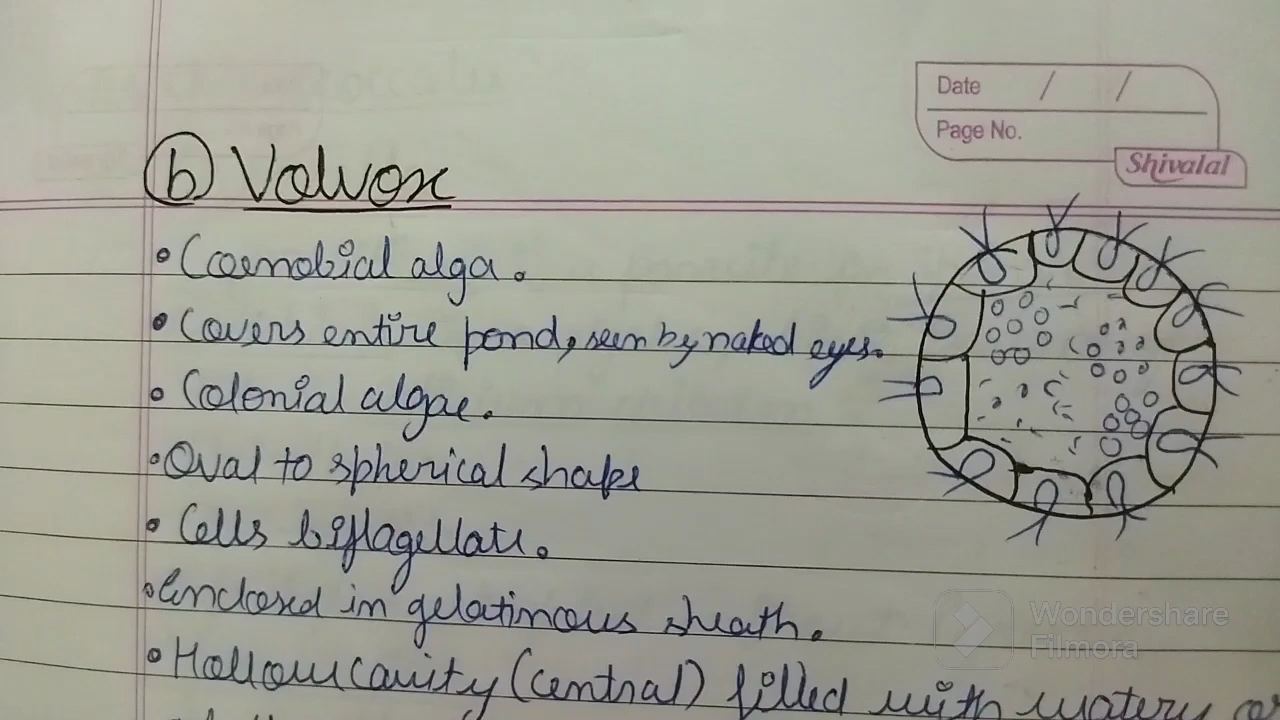 Date / /
Page No.
Shivalal
(b) Volvox
• Coenobial alga.
• Covers entire pond, seen by naked eyes.
• Colonial algae.
• Oval to spherical shape
• Cells biflagellate.
• Enclosed in gelatinous sheath.
• Hollow cavity (central) filled with watery or
Wondershare
Filmora